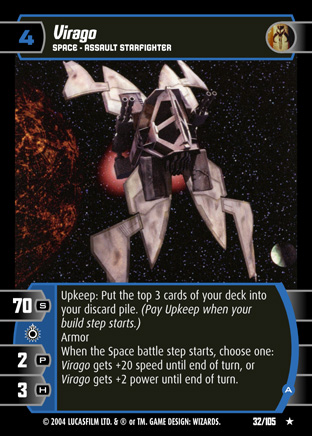 4
Virago
SPACE - ASSAULT STARFIGHTER
70 S
2 P
3 H
Upkeep: Put the top 3 cards of your deck into
your discard pile. (Pay Upkeep when your
build step starts.)
Armor
When the Space battle step starts, choose one:
Virago gets +20 speed until end of turn, or
Virago gets +2 power until end of turn.
A
© 2004 LUCASFILM LTD. & ® or TM. GAME DESIGN: WIZARDS.
32/105 ★